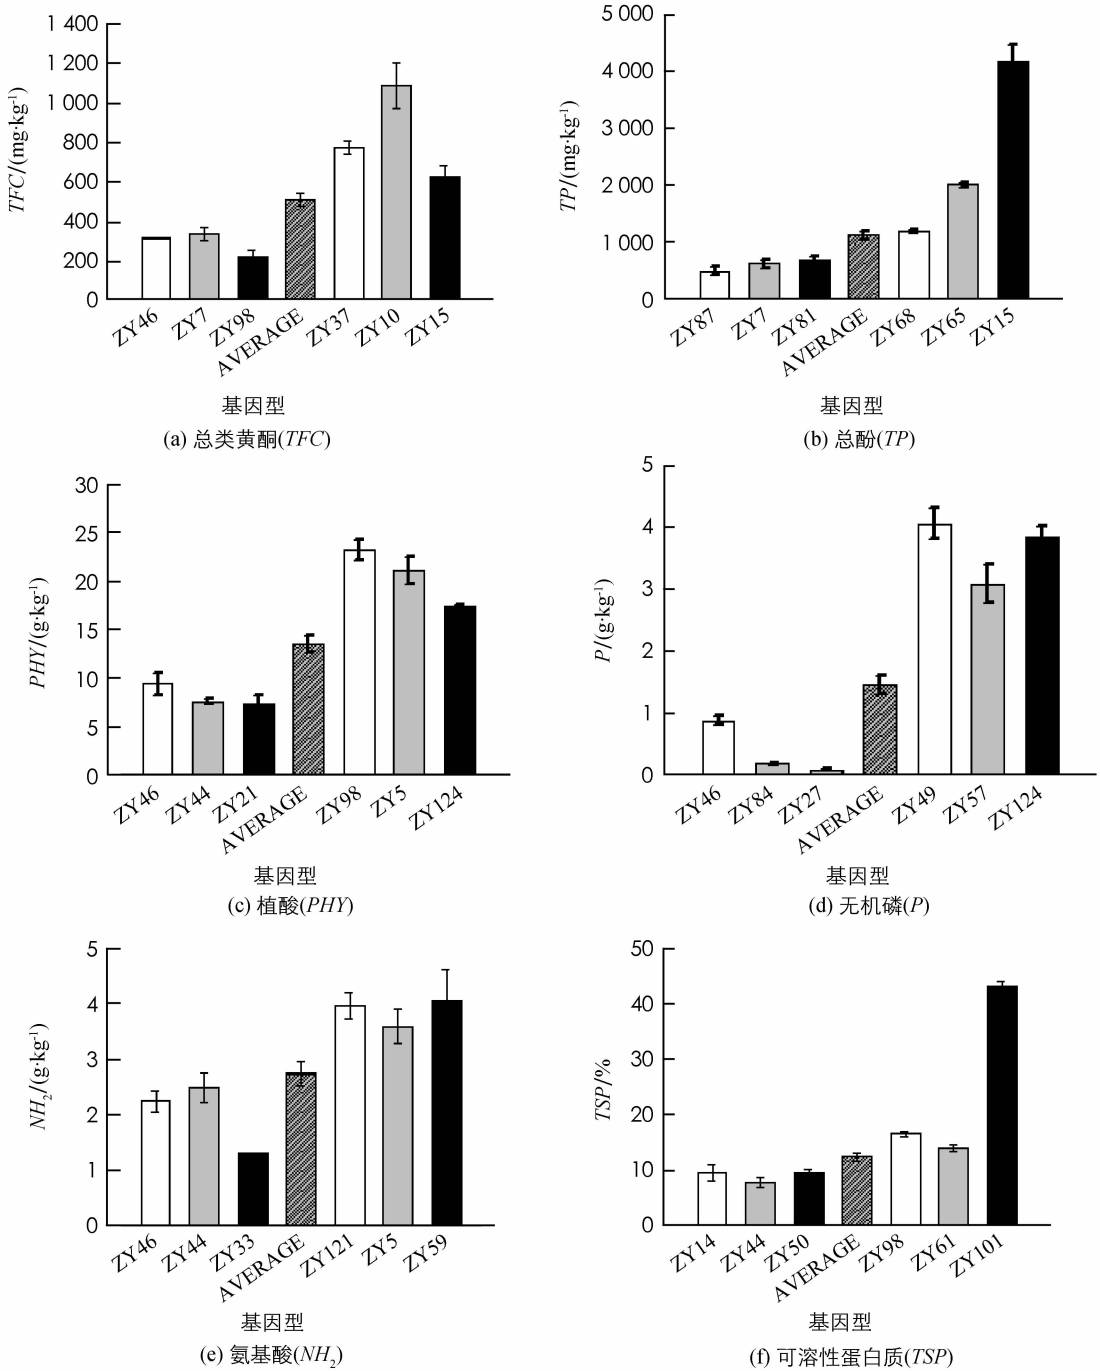 1 400
1 200
1 000
800
600
400
200
0
TFC/(mg·kg-1)
ZY46
ZY7
ZY98
AVERAGE
ZY37
ZY10
ZY15
基因型
(a) 总类黄酮(TFC)
5 000
4 000
3 000
2 000
1 000
0
TP/(mg·kg-1)
ZY87
ZY7
ZY81
AVERAGE
ZY68
ZY65
ZY15
基因型
(b) 总酚(TP)
30
25
20
15
10
5
0
PHY/(g·kg-1)
ZY46
ZY44
ZY21
AVERAGE
ZY98
ZY5
ZY124
基因型
(c) 植酸(PHY)
5
4
3
2
1
0
P/(g·kg-1)
ZY46
ZY84
ZY27
AVERAGE
ZY49
ZY57
ZY124
基因型
(d) 无机磷(P)
5
4
3
2
1
0
NH2/(g·kg-1)
ZY46
ZY44
ZY33
AVERAGE
ZY121
ZY5
ZY59
基因型
(e) 氨基酸(NH2)
50
40
30
20
10
0
TSP/%
ZY14
ZY44
ZY50
AVERAGE
ZY98
ZY61
ZY101
基因型
(f) 可溶性蛋白质(TSP)